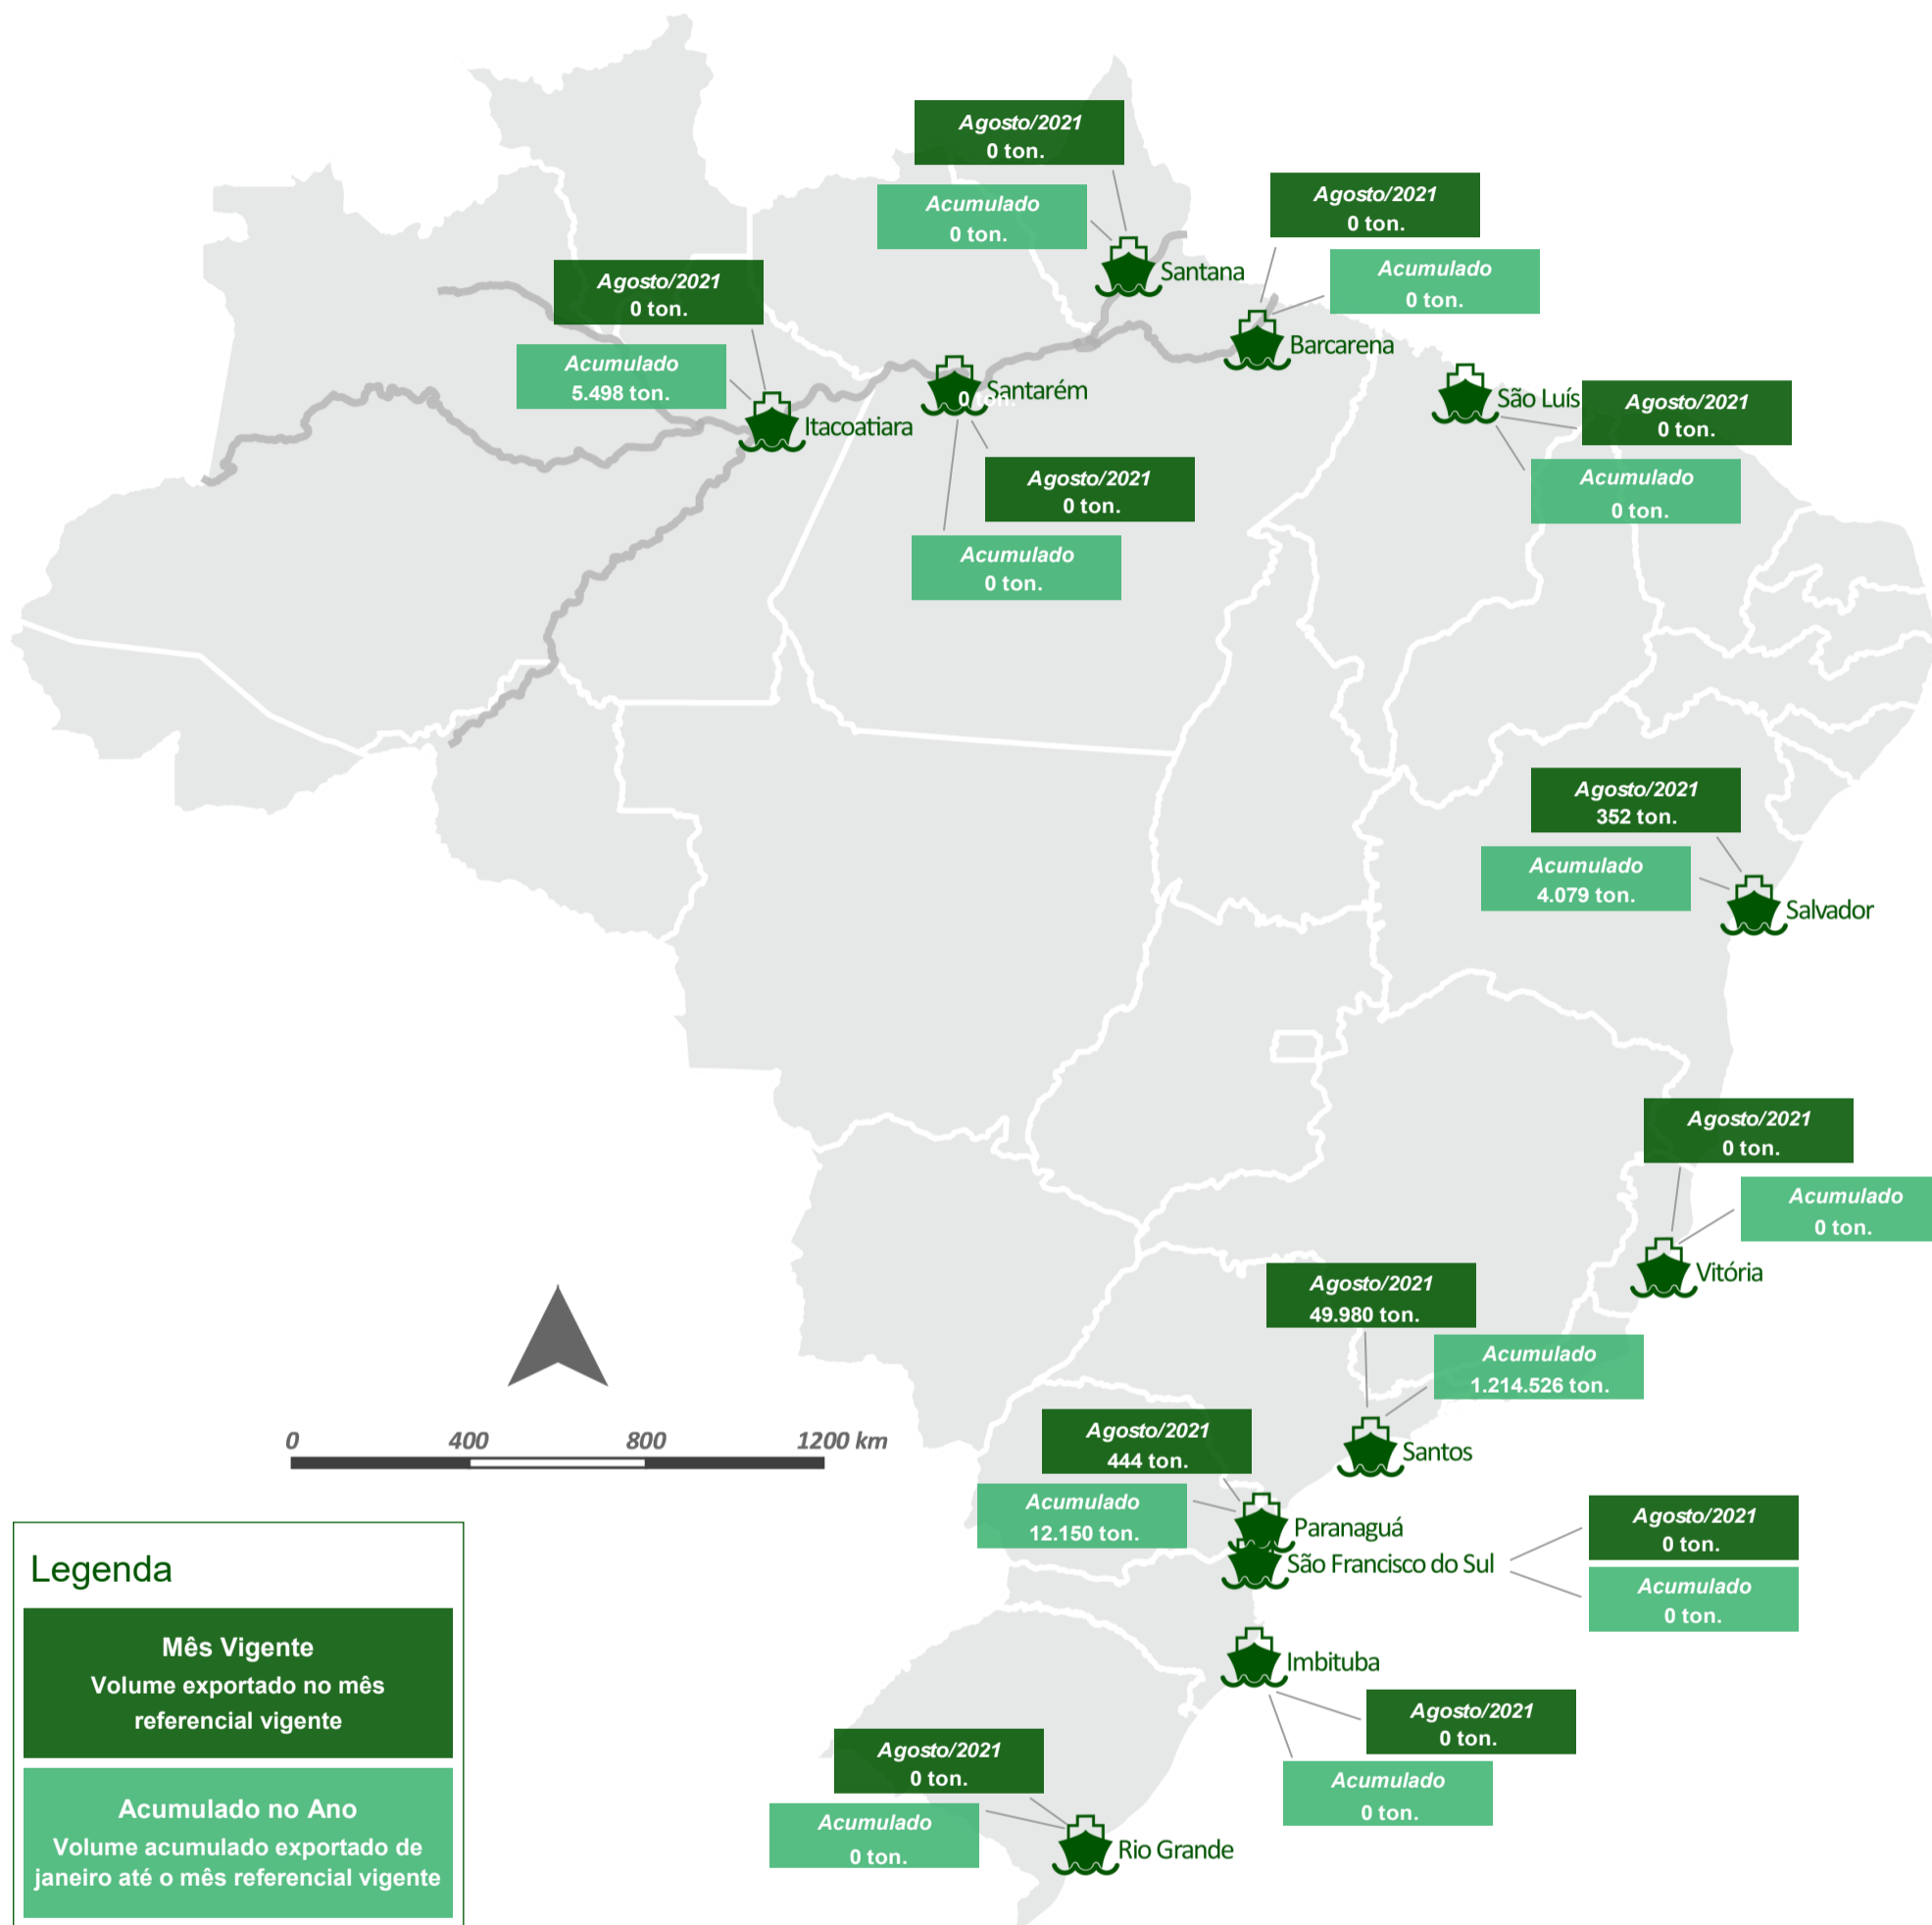 Agosto/2021
0 ton.
Acumulado
0 ton.
Santana
Agosto/2021
0 ton.
Acumulado
0 ton.
Barcarena
Agosto/2021
0 ton.
Acumulado
5.498 ton.
Itacoatiara
Santarém
0 ton.
Agosto/2021
0 ton.
Acumulado
0 ton.
São Luís
Agosto/2021
0 ton.
Acumulado
0 ton.
Agosto/2021
352 ton.
Acumulado
4.079 ton.
Salvador
Agosto/2021
0 ton.
Acumulado
0 ton.
Vitória
Agosto/2021
49.980 ton.
Acumulado
1.214.526 ton.
Santos
Agosto/2021
444 ton.
Acumulado
12.150 ton.
Paranaguá
São Francisco do Sul
Agosto/2021
0 ton.
Acumulado
0 ton.
Imbituba
Agosto/2021
0 ton.
Acumulado
0 ton.
Agosto/2021
0 ton.
Acumulado
0 ton.
Rio Grande
0 400 800 1200 km
Legenda
Mês Vigente
Volume exportado no mês
referencial vigente
Acumulado no Ano
Volume acumulado exportado de
janeiro até o mês referencial vigente